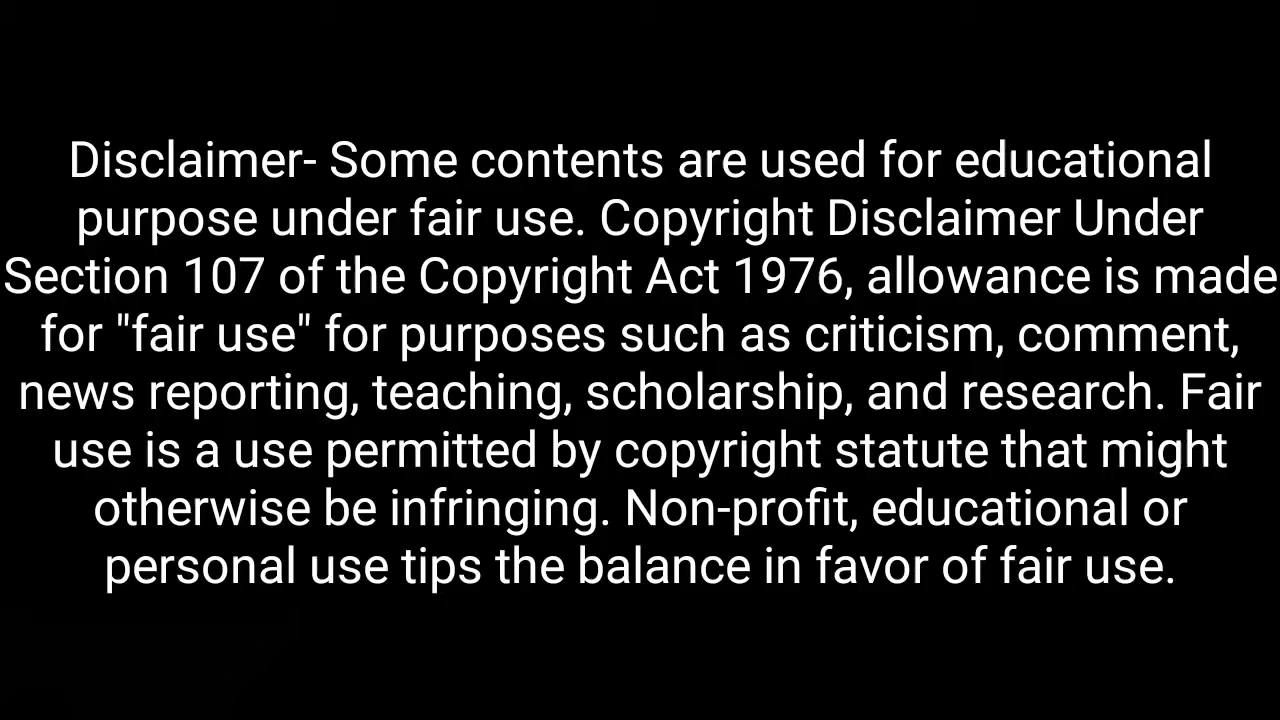 Disclaimer- Some contents are used for educational
purpose under fair use. Copyright Disclaimer Under
Section 107 of the Copyright Act 1976, allowance is made
for "fair use" for purposes such as criticism, comment,
news reporting, teaching, scholarship, and research. Fair
use is a use permitted by copyright statute that might
otherwise be infringing. Non-profit, educational or
personal use tips the balance in favor of fair use.